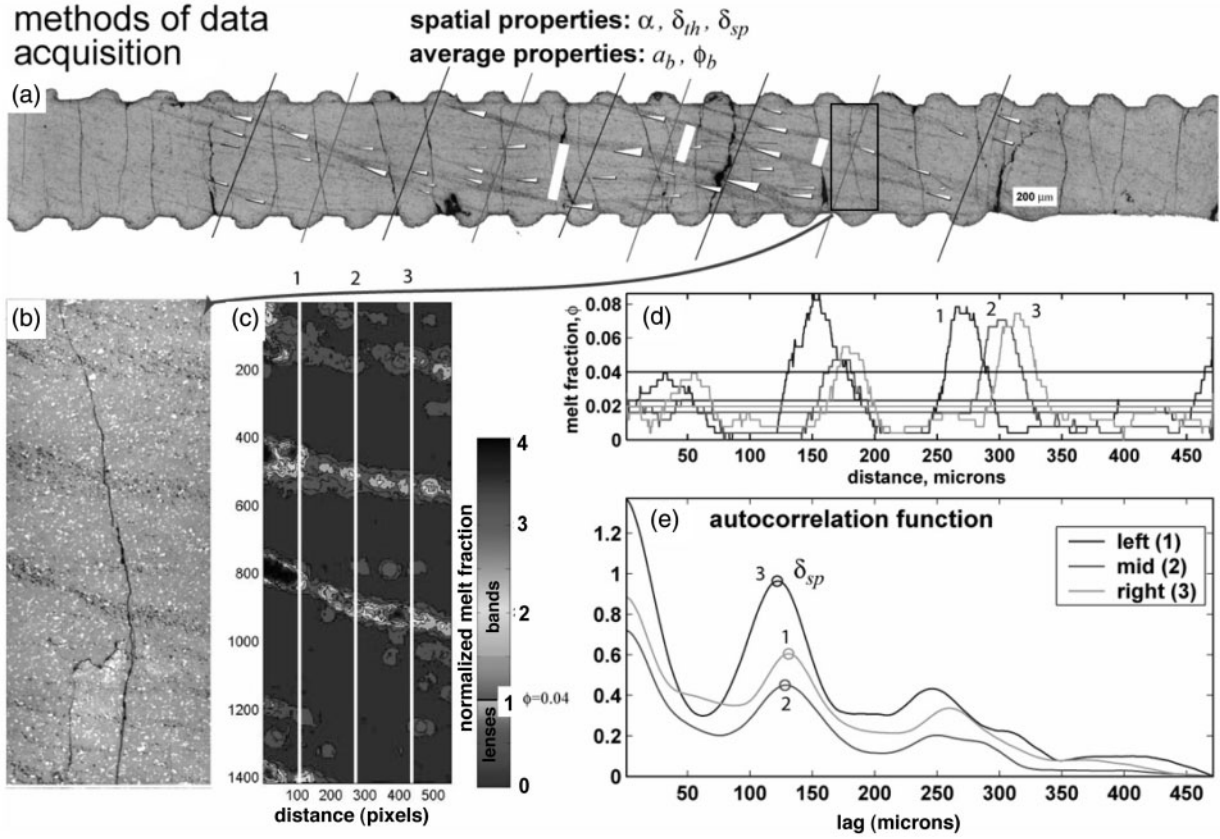 methods of data
acquisition
spatial properties: α, δth, δsp
average properties: ab, ϕb
(a)
200 μm
(b)
1 2 3
(c)
200
400
600
800
1000
1200
1400
100 200 300 400 500
distance (pixels)
normalized melt fraction
lenses bands
4
3
2
1 ϕ=0.04
0
(d)
melt fraction,ϕ
0.08
0.06
0.04
0.02
0
1 2 3
50 100 150 200 250 300 350 400 450
distance, microns
(e) autocorrelation function
left (1)
mid (2)
right (3)
1.2
1
0.8
0.6
0.4
0.2
0
3 δsp
1
2
50 100 150 200 250 300 350 400 450
lag (microns)